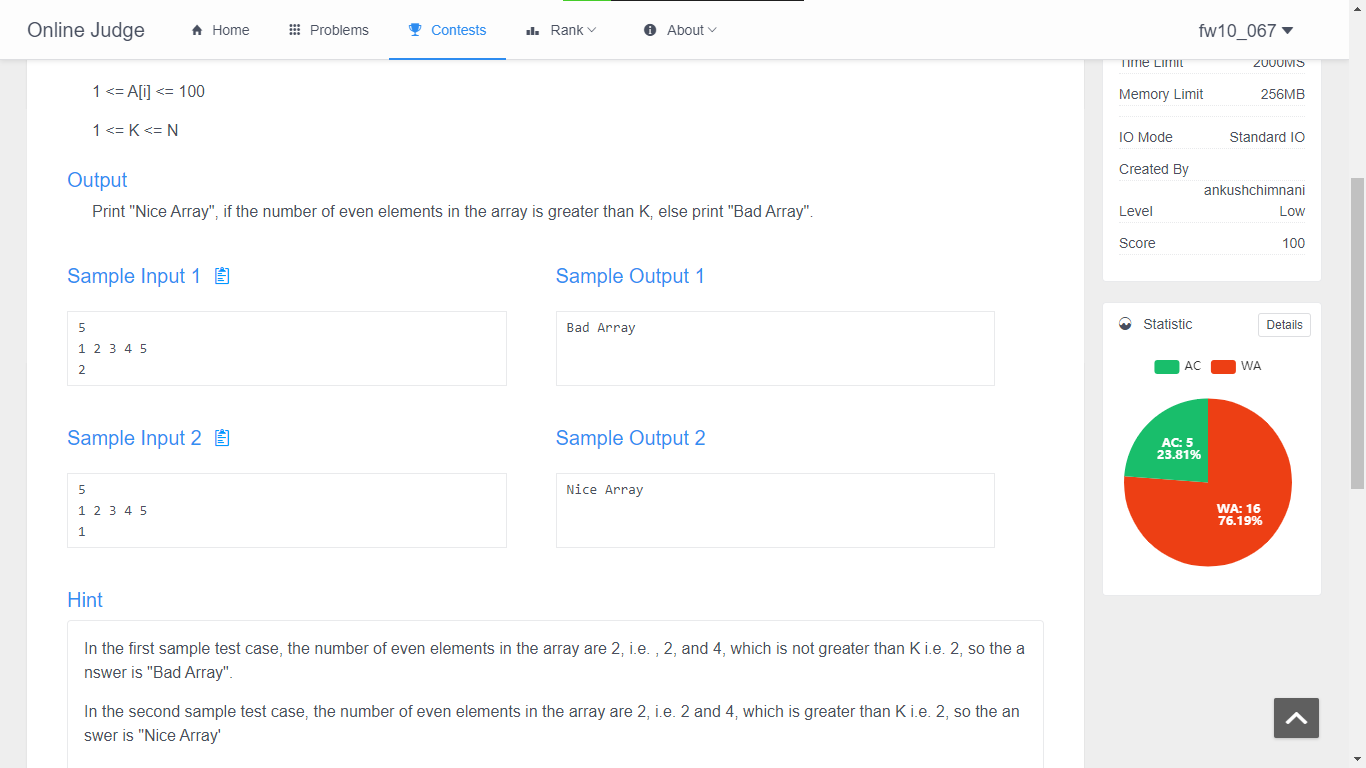 Online Judge
Home
Problems
Contests
Rank
About
fw10_067
1 <= A[i] <= 100
1 <= K <= N
Output
Print "Nice Array", if the number of even elements in the array is greater than K, else print "Bad Array".
Sample Input 1
Sample Output 1
5
1 2 3 4 5
2
Bad Array
Sample Input 2
Sample Output 2
5
1 2 3 4 5
1
Nice Array
Hint
In the first sample test case, the number of even elements in the array are 2, i.e. , 2, and 4, which is not greater than K i.e. 2, so the a
nswer is "Bad Array".
In the second sample test case, the number of even elements in the array are 2, i.e. 2 and 4, which is greater than K i.e. 2, so the an
swer is "Nice Array'
Time Limit 2000MS
Memory Limit 256MB
IO Mode Standard IO
Created By
ankushchimnani
Level Low
Score 100
Statistic
Details
AC WA
AC: 5
23.81%
WA: 16
76.19%